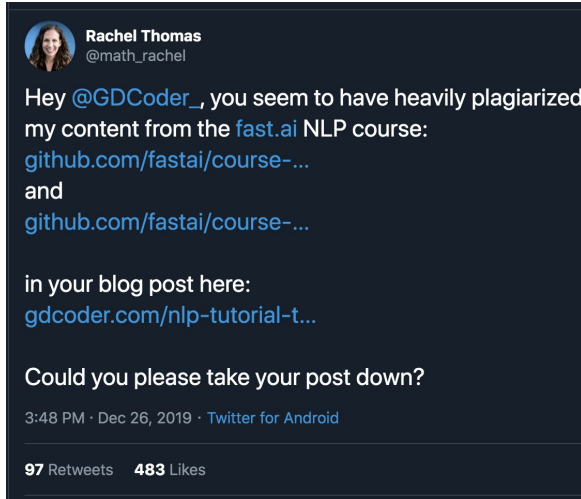 Rachel Thomas
@math_rachel
Hey @GDCoder_, you seem to have heavily plagiarized
my content from the fast.ai NLP course:
github.com/fastai/course-...
and
github.com/fastai/course-...
in your blog post here:
gdcoder.com/nlp-tutorial-t...
Could you please take your post down?
3:48 PM · Dec 26, 2019 · Twitter for Android
97 Retweets 483 Likes